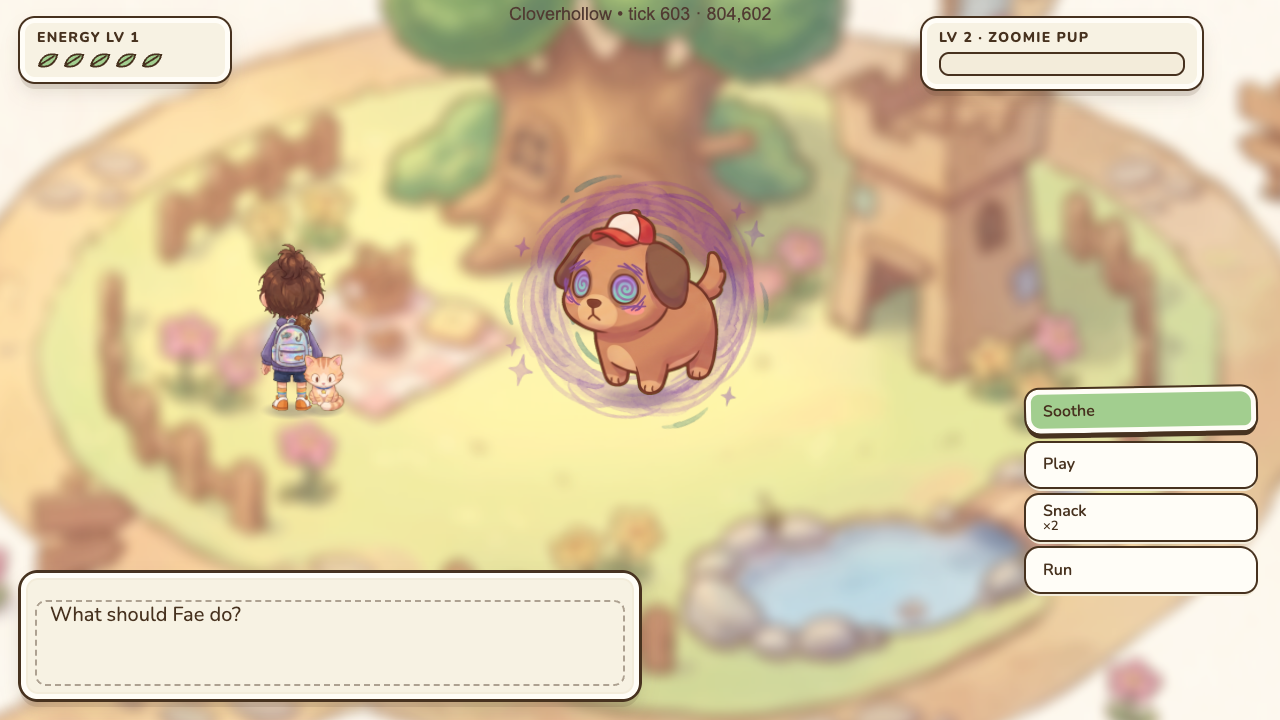 Cloverhollow • tick 603 · 804,602
ENERGY LV 1
LV 2 · ZOOMIE PUP
Soothe
Play
Snack
×2
Run
What should Fae do?